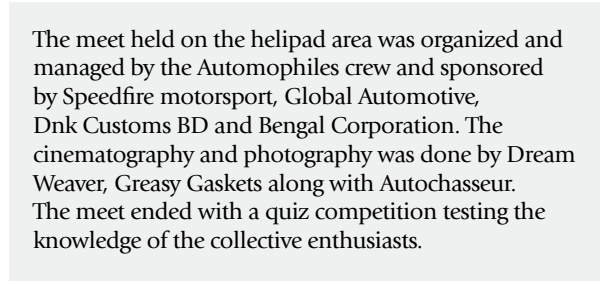 The meet held on the helipad area was organized and
managed by the Automophiles crew and sponsored
by Speedfire motorsport, Global Automotive,
Dnk Customs BD and Bengal Corporation. The
cinematography and photography was done by Dream
Weaver, Greasy Gaskets along with Autochasseur.
The meet ended with a quiz competition testing the
knowledge of the collective enthusiasts.